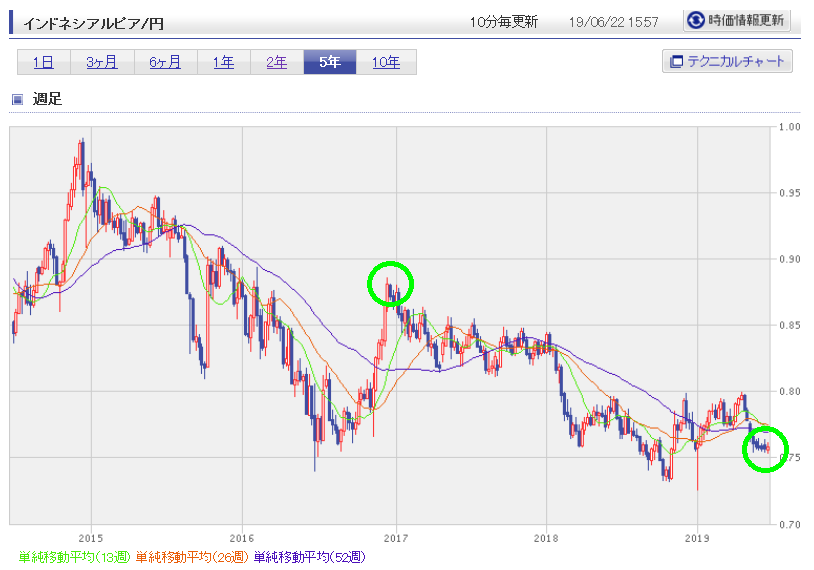 インドネシアルピア/円
10分毎更新 19/06/22 15:57 時価情報更新
1日 3ヶ月 6ヶ月 1年 2年 5年 10年 テクニカルチャート
週足
1.00
0.95
0.90
0.85
0.80
0.75
0.70
2015 2016 2017 2018 2019
単純移動平均(13週) 単純移動平均(26週) 単純移動平均(52週)